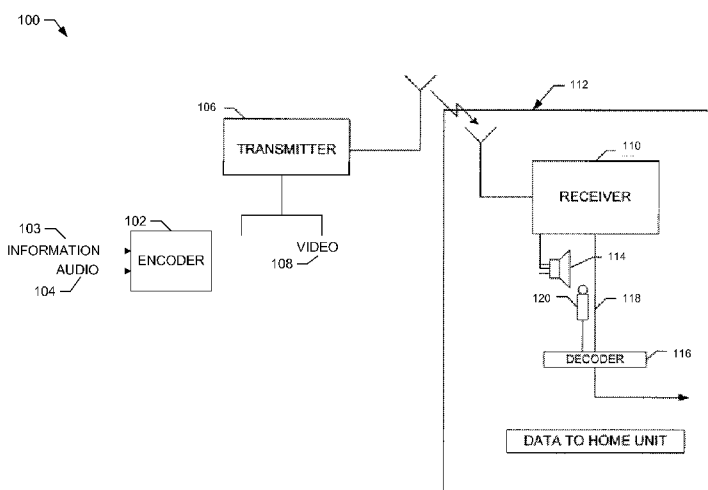 100
112
106
TRANSMITTER
110
RECEIVER
103
102
INFORMATION
AUDIO
ENCODER
104
VIDEO
108
114
120
118
DECODER
116
DATA TO HOME UNIT